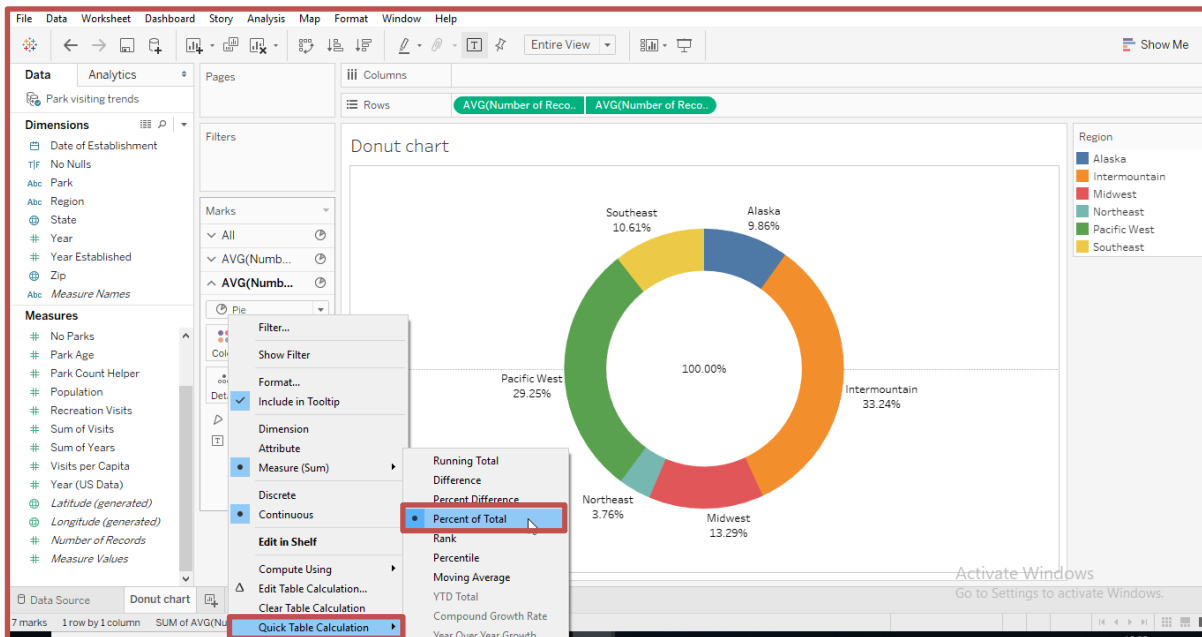 File Data Worksheet Dashboard Story Analysis Map Format Window Help
Entire View
Show Me
Data Analytics
Park visiting trends
Dimensions
Date of Establishment
T|F No Nulls
Abc Park
Abc Region
State
# Year
# Year Established
Zip
Abc Measure Names
Measures
# No Parks
# Park Age
# Park Count Helper
# Population
# Recreation Visits
# Sum of Visits
# Sum of Years
# Visits per Capita
# Year (US Data)
Latitude (generated)
Longitude (generated)
# Number of Records
# Measure Values
Pages
Filters
Marks
All
AVG(Numb...
AVG(Numb...
Pie
Col
Det
T
Columns
Rows
AVG(Number of Reco.. AVG(Number of Reco..
Donut chart
Southeast
10.61%
Alaska
9.86%
Pacific West
29.25%
100.00%
Intermountain
33.24%
Northeast
3.76%
Midwest
13.29%
Region
Alaska
Intermountain
Midwest
Northeast
Pacific West
Southeast
Filter...
Show Filter
Format...
Include in Tooltip
Dimension
Attribute
Measure (Sum)
Discrete
Continuous
Edit in Shelf
Compute Using
Edit Table Calculation...
Clear Table Calculation
Quick Table Calculation
Running Total
Difference
Percent Difference
Percent of Total
Rank
Percentile
Moving Average
YTD Total
Compound Growth Rate
Year Over Year Growth
Activate Windows
Go to Settings to activate Windows.
Data Source Donut chart
7 marks 1 row by 1 column SUM of AVG(Nu